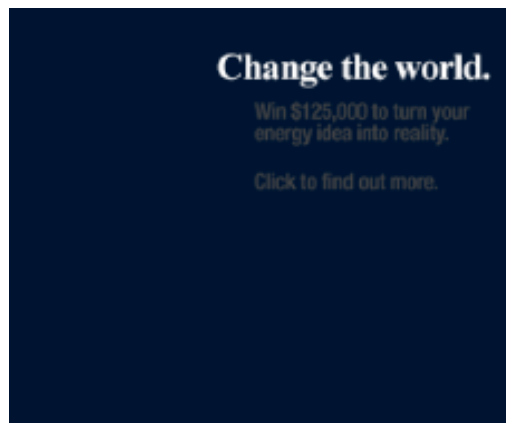 Change the world.
Win $125,000 to turn your
energy idea into reality.
Click to find out more.